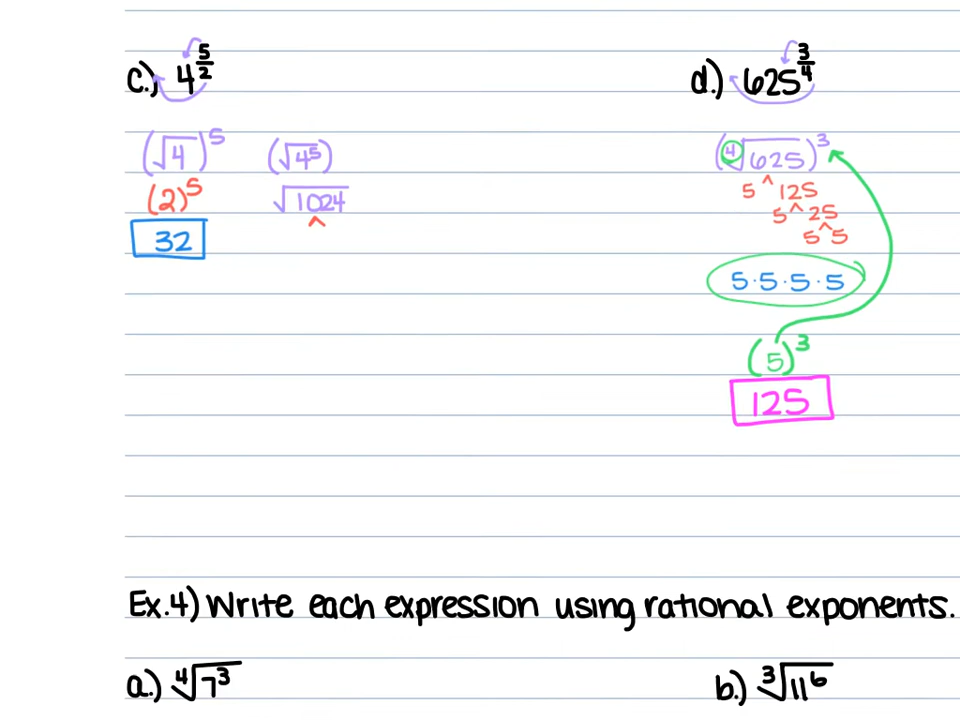 c.) 4^(5/2)
(√4)^5 (√4^5)
(2)^5 √1024
32
d.) 625^(3/4)
(⁴√625)^3
5 125
5 25
5 5
5·5·5·5
(5)^3
125
Ex.4) Write each expression using rational exponents.
a.) ⁴√7^3 b.) ³√11^6